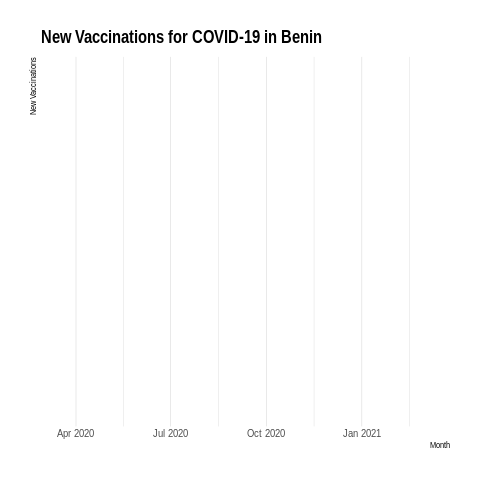 New Vaccinations for COVID-19 in Benin
New Vaccinations
Apr 2020 Jul 2020 Oct 2020 Jan 2021
Month